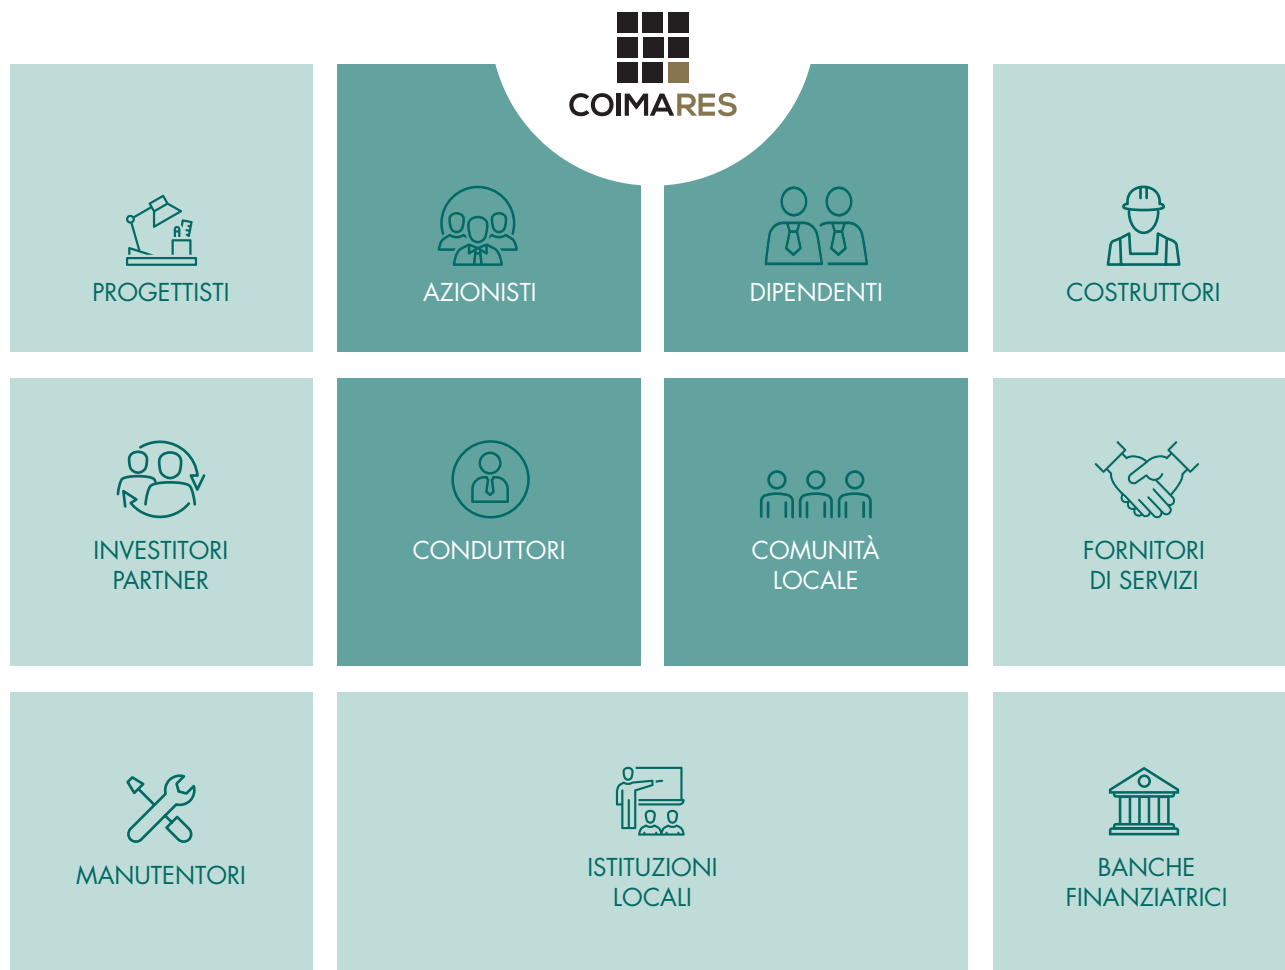 COIMARES
PROGETTISTI
AZIONISTI
DIPENDENTI
COSTRUTTORI
INVESTITORI
PARTNER
CONDUTTORI
COMUNITÀ
LOCALE
FORNITORI
DI SERVIZI
MANUTENTORI
ISTITUZIONI
LOCALI
BANCHE
FINANZIATRICI